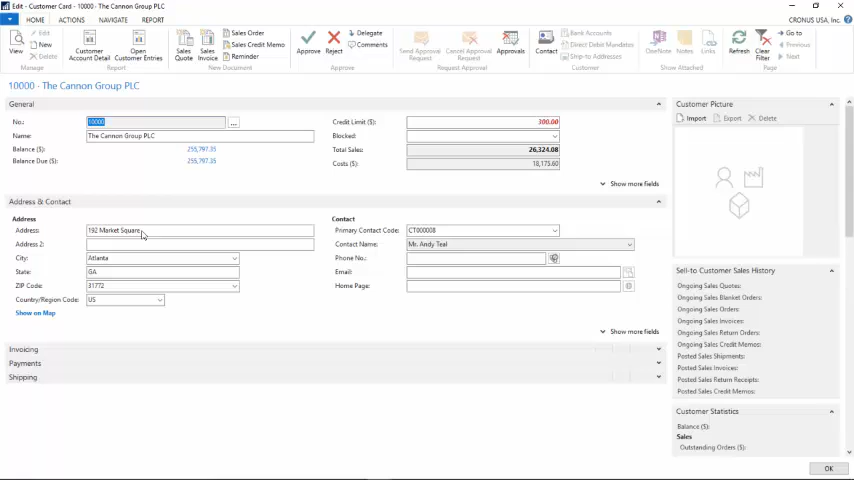 Edit - Customer Card - 10000 - The Cannon Group PLC
HOME ACTIONS NAVIGATE REPORT CRONUS USA, Inc.
View
Edit
New
Delete
Manage
Customer Account Detail
Open Customer Entries
Report
Sales Quote
Sales Invoice
Sales Order
Sales Credit Memo
Reminder
New Document
Approve
Reject
Delegate
Comments
Approve
Send Approval Request
Cancel Approval Request
Approvals
Request Approval
Contact
Bank Accounts
Direct Debit Mandates
Ship-to Addresses
Customer
OneNote
Notes
Links
Show Attached
Refresh
Clear Filter
Go to
Previous
Next
Page
10000 · The Cannon Group PLC
General
No.: 10000 ...
Name: The Cannon Group PLC
Balance ($): 255,797.35
Balance Due ($): 255,797.35
Credit Limit ($): 300.00
Blocked:
Total Sales: 26,324.08
Costs ($): 18,175.60
Show more fields
Address & Contact
Address
Address: 192 Market Square
Address 2:
City: Atlanta
State: GA
ZIP Code: 31772
Country/Region Code: US
Show on Map
Contact
Primary Contact Code: CT000008
Contact Name: Mr. Andy Teal
Phone No.:
Email:
Home Page:
Show more fields
Invoicing
Payments
Shipping
Customer Picture
Import Export Delete
Sell-to Customer Sales History
Ongoing Sales Quotes:
Ongoing Sales Blanket Orders:
Ongoing Sales Orders:
Ongoing Sales Invoices:
Ongoing Sales Return Orders:
Ongoing Sales Credit Memos:
Posted Sales Shipments:
Posted Sales Invoices:
Posted Sales Return Receipts:
Posted Sales Credit Memos:
Customer Statistics
Balance ($):
Sales
Outstanding Orders ($):
OK